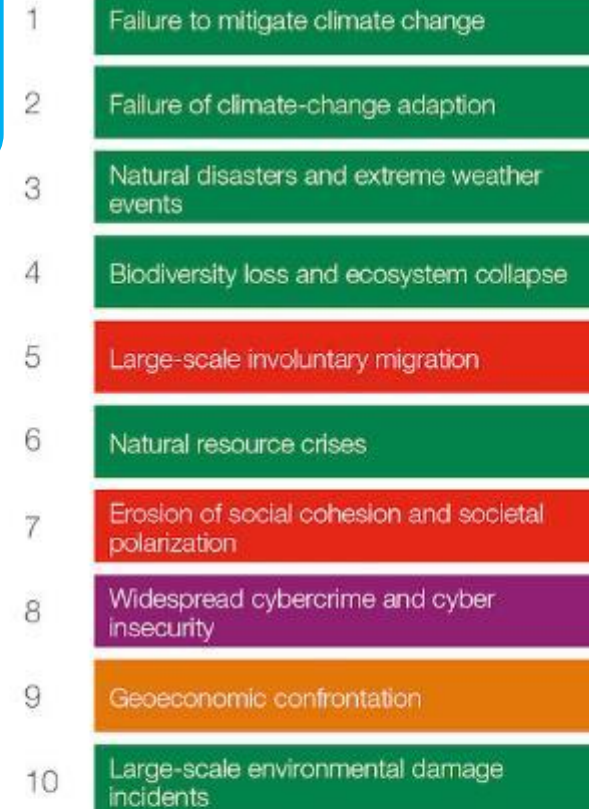 1 Failure to mitigate climate change
2 Failure of climate-change adaption
3 Natural disasters and extreme weather
events
4 Biodiversity loss and ecosystem collapse
5 Large-scale involuntary migration
6 Natural resource crises
7 Erosion of social cohesion and societal
polarization
8 Widespread cybercrime and cyber
insecurity
9 Geoeconomic confrontation
10 Large-scale environmental damage
incidents